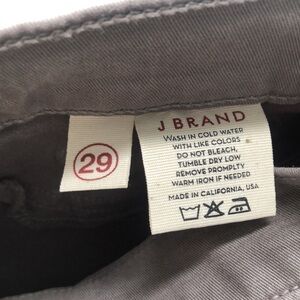 29
J BRAND
WASH IN COLD WATER
WITH LIKE COLORS
DO NOT BLEACH,
TUMBLE DRY LOW
REMOVE PROMPTLY
WARM IRON IF NEEDED
MADE IN CALIFORNIA, USA